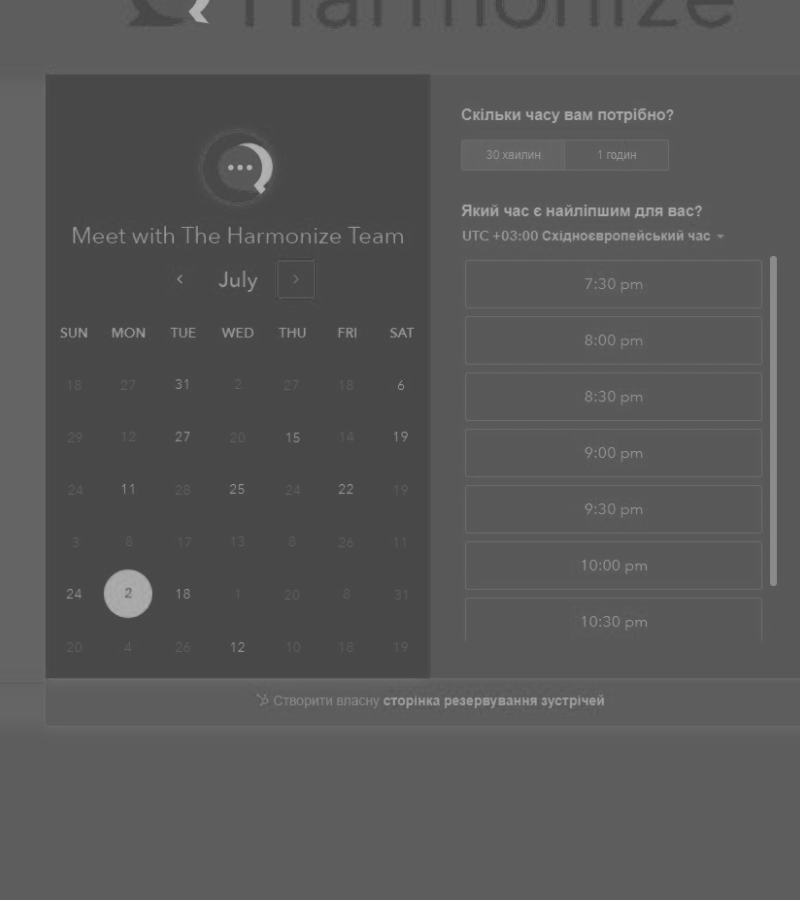 Harmonize
Meet with The Harmonize Team
July
SUN MON TUE WED THU FRI SAT
18 27 31 2 27 18 6
29 12 27 20 15 14 19
24 11 28 25 24 22 19
3 8 17 13 8 26 11
24 2 18 1 20 8 31
20 4 26 12 10 18 19
Скільки часу вам потрібно?
30 хвилин 1 годин
Який час є найліпшим для вас?
UTC +03:00 Східноєвропейський час
7:30 pm
8:00 pm
8:30 pm
9:00 pm
9:30 pm
10:00 pm
10:30 pm
Створити власну сторінка резервування зустрічей